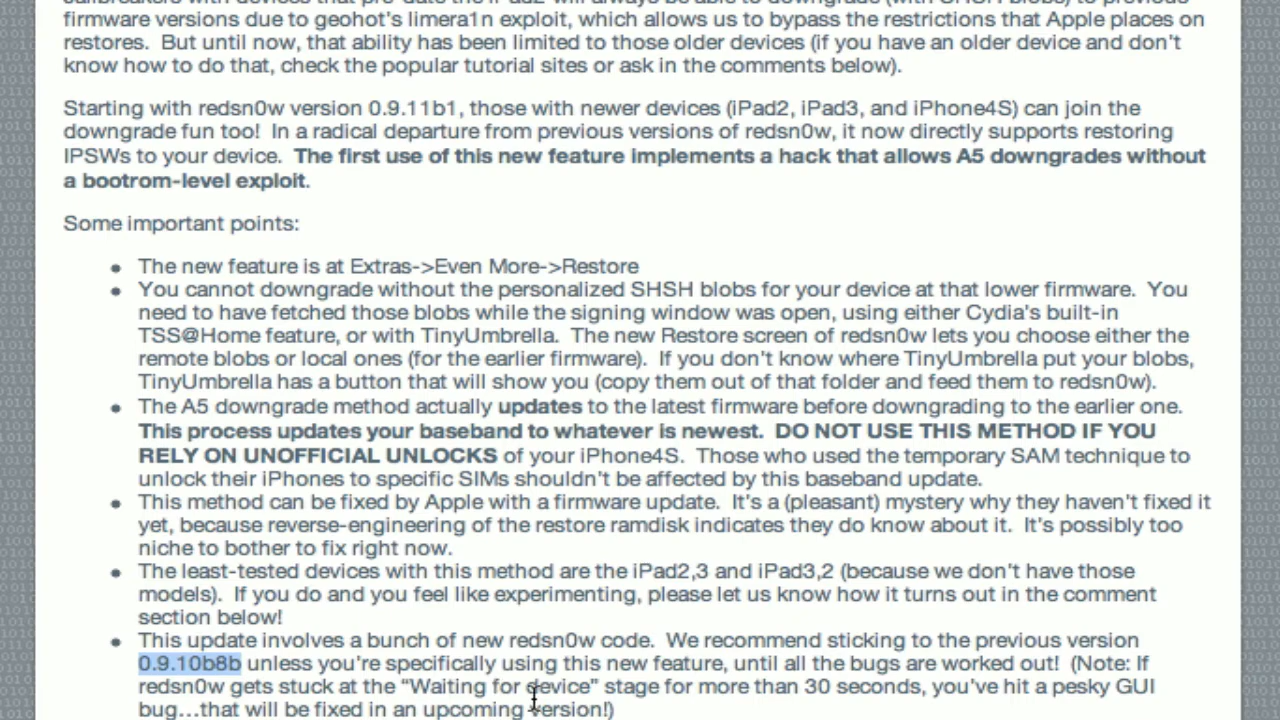 Jailbreakers with devices that pre-date the iPad2 will always be able to downgrade (with SHSH blobs) to previous
firmware versions due to geohot's limera1n exploit, which allows us to bypass the restrictions that Apple places on
restores.  But until now, that ability has been limited to those older devices (if you have an older device and don't
know how to do that, check the popular tutorial sites or ask in the comments below).
Starting with redsn0w version 0.9.11b1, those with newer devices (iPad2, iPad3, and iPhone4S) can join the
downgrade fun too!  In a radical departure from previous versions of redsn0w, it now directly supports restoring
IPSWs to your device.  The first use of this new feature implements a hack that allows A5 downgrades without
a bootrom-level exploit.
Some important points:
• The new feature is at Extras->Even More->Restore
• You cannot downgrade without the personalized SHSH blobs for your device at that lower firmware.  You
need to have fetched those blobs while the signing window was open, using either Cydia's built-in
TSS@Home feature, or with TinyUmbrella.  The new Restore screen of redsn0w lets you choose either the
remote blobs or local ones (for the earlier firmware).  If you don't know where TinyUmbrella put your blobs,
TinyUmbrella has a button that will show you (copy them out of that folder and feed them to redsn0w).
• The A5 downgrade method actually updates to the latest firmware before downgrading to the earlier one.
This process updates your baseband to whatever is newest.  DO NOT USE THIS METHOD IF YOU
RELY ON UNOFFICIAL UNLOCKS of your iPhone4S.  Those who used the temporary SAM technique to
unlock their iPhones to specific SIMs shouldn't be affected by this baseband update.
• This method can be fixed by Apple with a firmware update.  It's a (pleasant) mystery why they haven't fixed it
yet, because reverse-engineering of the restore ramdisk indicates they do know about it.  It's possibly too
niche to bother to fix right now.
• The least-tested devices with this method are the iPad2,3 and iPad3,2 (because we don't have those
models).  If you do and you feel like experimenting, please let us know how it turns out in the comment
section below!
• This update involves a bunch of new redsn0w code.  We recommend sticking to the previous version
0.9.10b8b unless you're specifically using this new feature, until all the bugs are worked out!  (Note: If
redsn0w gets stuck at the “Waiting for device” stage for more than 30 seconds, you've hit a pesky GUI
bug…that will be fixed in an upcoming version!)